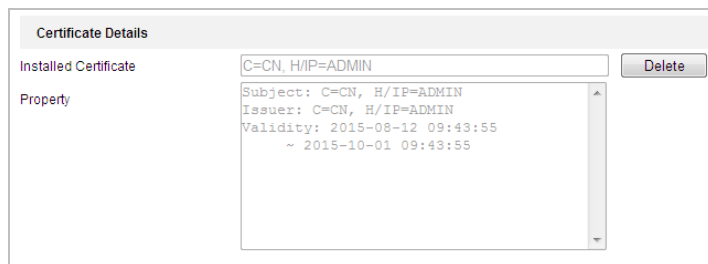 Certificate Details
Installed Certificate C=CN, H/IP=ADMIN Delete
Property
Subject: C=CN, H/IP=ADMIN
Issuer: C=CN, H/IP=ADMIN
Validity: 2015-08-12 09:43:55
~ 2015-10-01 09:43:55